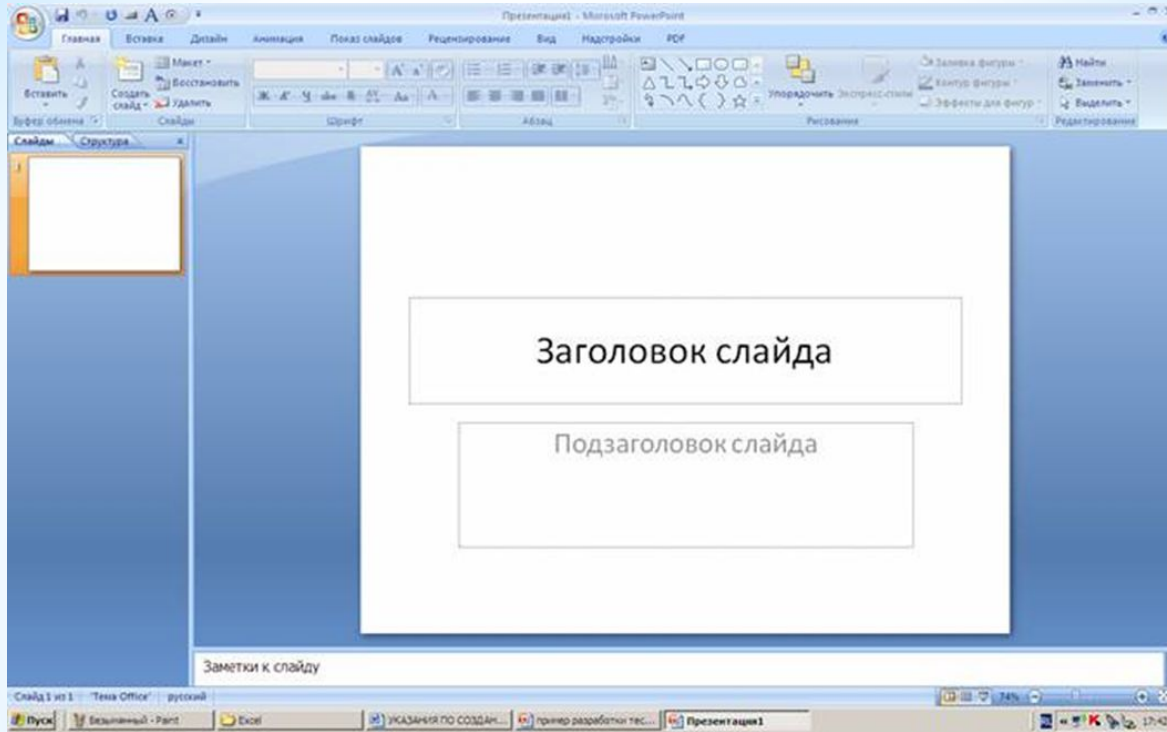 Презентация1 - Microsoft PowerPoint
Главная Вставка Дизайн Анимация Показ слайдов Рецензирование Вид Надстройки PDF
Вставить
Создать слайд
Макет
Восстановить
Удалить
Упорядочить Экспресс-стили
Заливка фигуры
Контур фигуры
Эффекты для фигур
Найти
Заменить
Выделить
Буфер обмена Слайды Шрифт Абзац Рисование Редактирование
Слайды Структура
1
Заголовок слайда
Подзаголовок слайда
Заметки к слайду
Слайд 1 из 1 "Тема Office" русский 74%
Пуск Безымянный - Paint Excel УКАЗАНИЯ ПО СОЗДАН... пример разработки тес... Презентация1 17:42